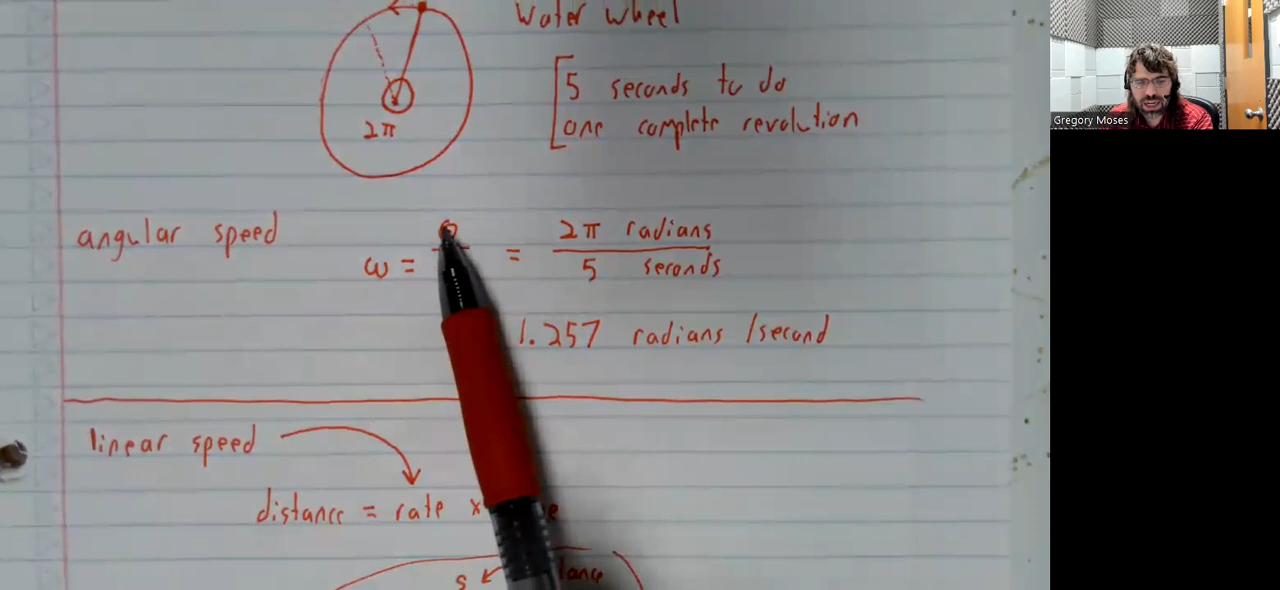 water wheel
5 seconds to do
one complete revolution
2π
angular speed
ω = θ = 2π radians
5 seconds
1.257 radians /second
linear speed
distance = rate ×
s
Gregory Moses